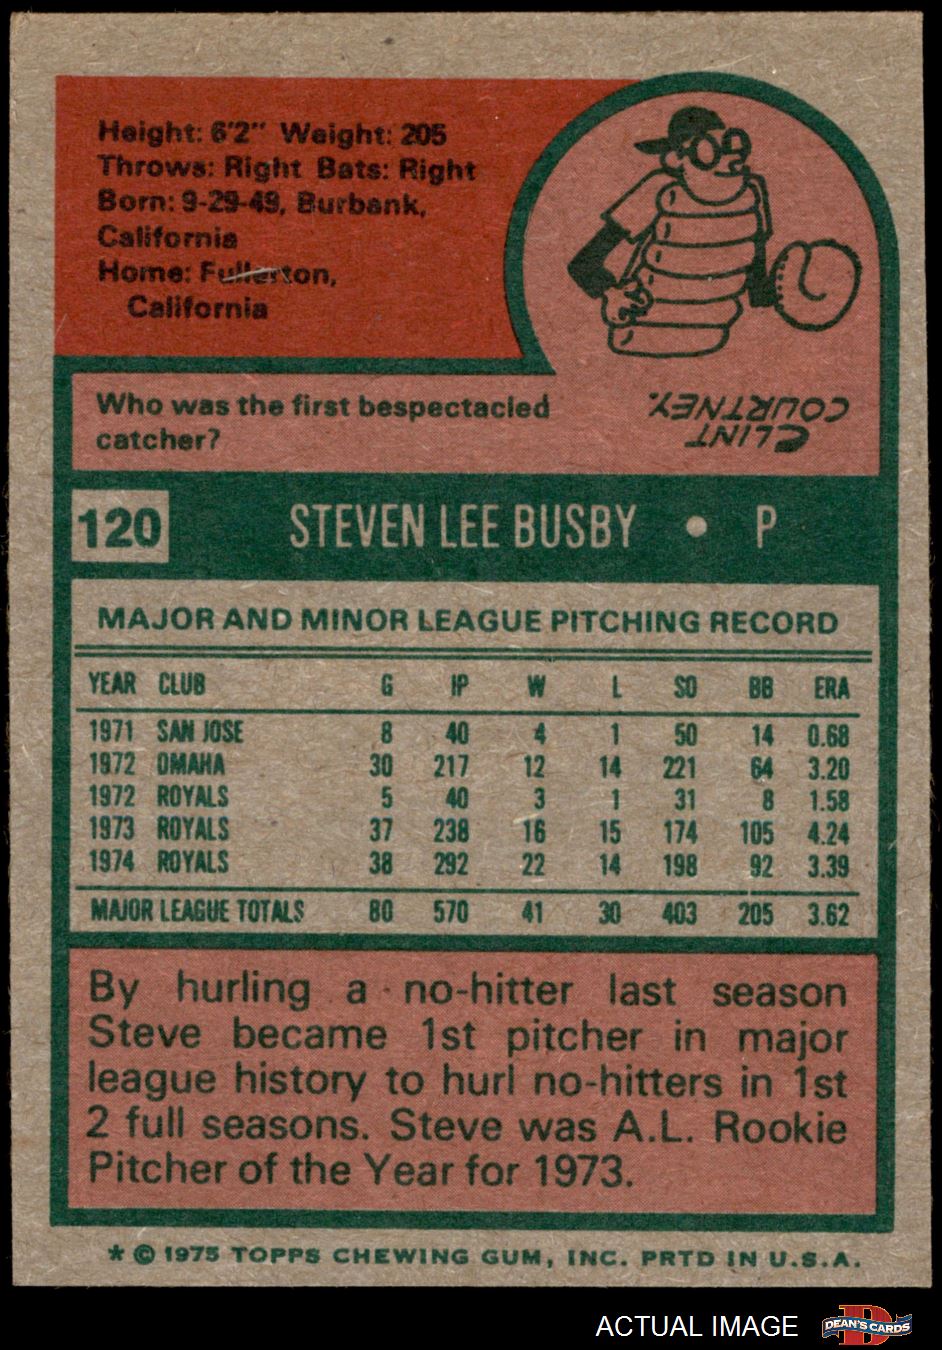 Height: 6'2" Weight: 205
Throws: Right Bats: Right
Born: 9-29-49, Burbank,
California
Home: Fullerton,
California
Who was the first bespectacled
catcher?
CLINT
COURTNEY.
120 STEVEN LEE BUSBY • P
MAJOR AND MINOR LEAGUE PITCHING RECORD
YEAR CLUB G IP W L SO BB ERA
1971 SAN JOSE 8 40 4 1 50 14 0.68
1972 OMAHA 30 217 12 14 221 64 3.20
1972 ROYALS 5 40 3 1 31 8 1.58
1973 ROYALS 37 238 16 15 174 105 4.24
1974 ROYALS 38 292 22 14 198 92 3.39
MAJOR LEAGUE TOTALS 80 570 41 30 403 205 3.62
By hurling a no-hitter last season
Steve became 1st pitcher in major
league history to hurl no-hitters in 1st
2 full seasons. Steve was A.L. Rookie
Pitcher of the Year for 1973.
* © 1975 TOPPS CHEWING GUM, INC. PRTD IN U.S.A.
ACTUAL IMAGE DEAN'S CARDS